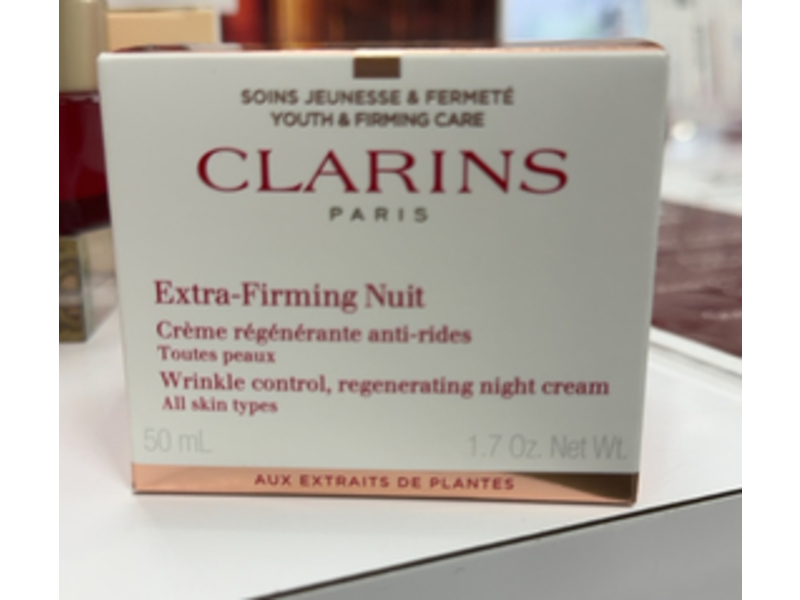 SOINS JEUNESSE & FERMETÉ
YOUTH & FIRMING CARE
CLARINS
PARIS
Extra-Firming Nuit
Crème régénérante anti-rides
Toutes peaux
Wrinkle control, regenerating night cream
All skin types
50 mL 1.7 Oz. Net Wt.
AUX EXTRAITS DE PLANTES